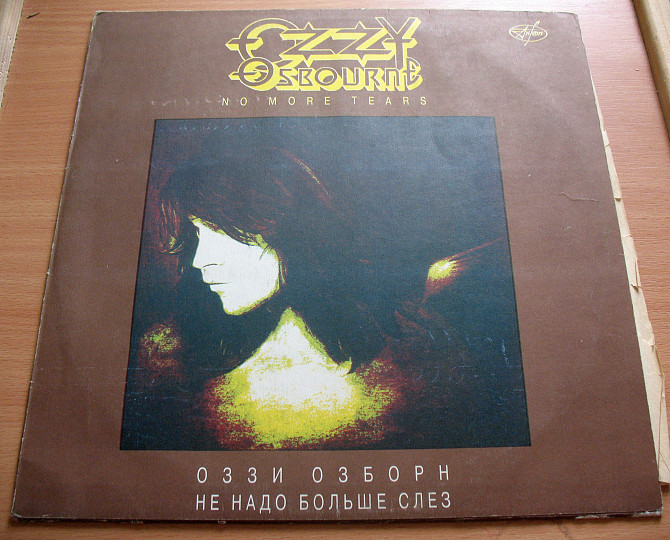 OZZY
OSBOURNE
NO MORE TEARS
ОЗЗИ ОЗБОРН
НЕ НАДО БОЛЬШЕ СЛЕЗ